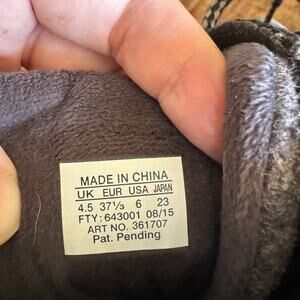 MADE IN CHINA
UK EUR USA JAPAN
4.5 37⅓ 6 23
FTY: 643001 08/15
ART NO. 361707
Pat. Pending